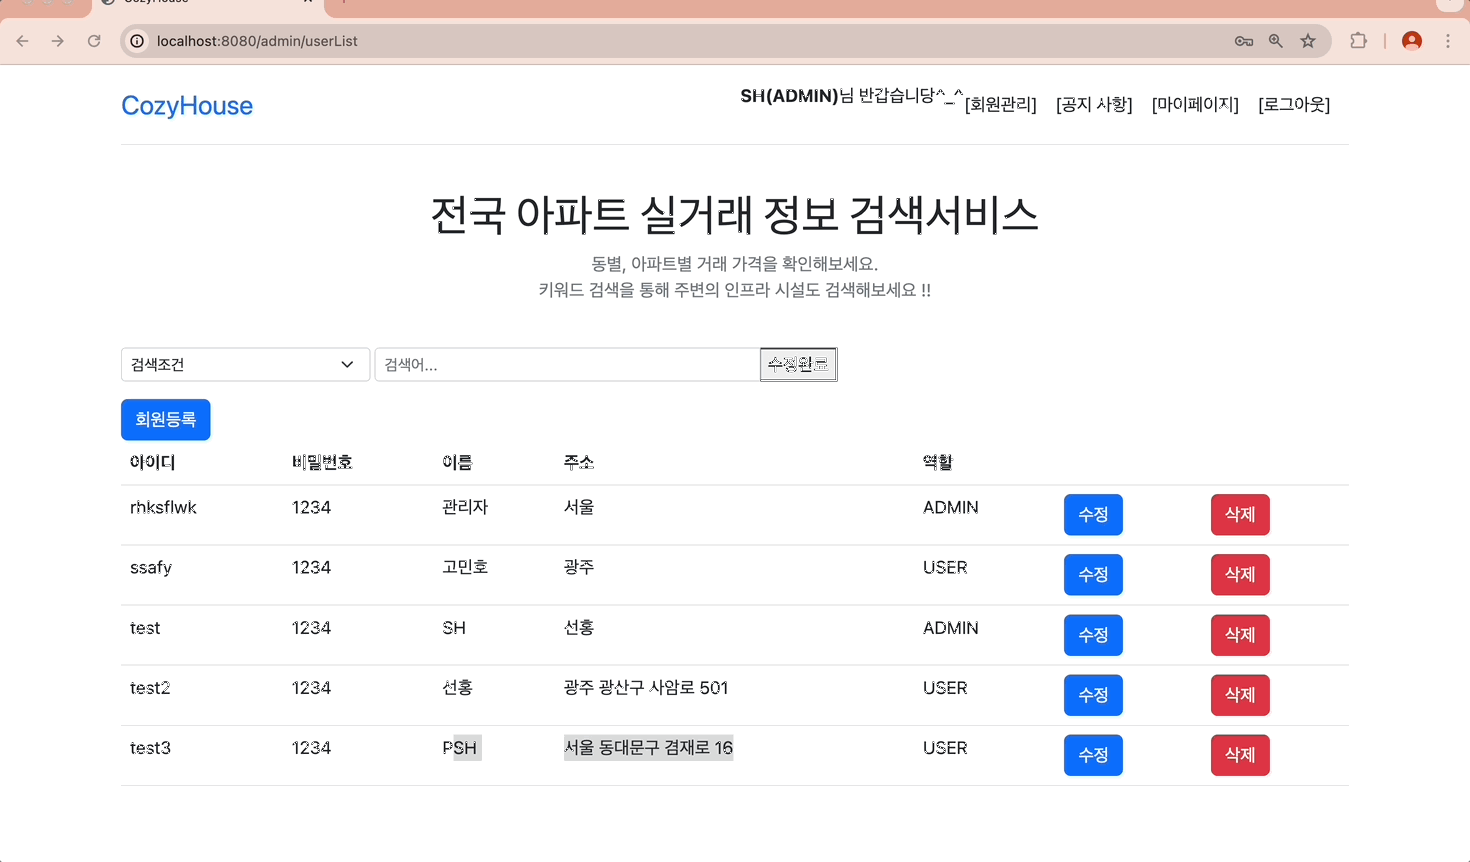 CozyHouse
localhost:8080/admin/userList
CozyHouse
SH(ADMIN)님 반갑습니당^_^ [회원관리] [공지 사항] [마이페이지] [로그아웃]
전국 아파트 실거래 정보 검색서비스
동별, 아파트별 거래 가격을 확인해보세요.
키워드 검색을 통해 주변의 인프라 시설도 검색해보세요 !!
검색조건 검색어... 수정완료
회원등록
아이디 비밀번호 이름 주소 역할
rhksflwk 1234 관리자 서울 ADMIN 수정 삭제
ssafy 1234 고민호 광주 USER 수정 삭제
test 1234 SH 선홍 ADMIN 수정 삭제
test2 1234 선홍 광주 광산구 사암로 501 USER 수정 삭제
test3 1234 PSH 서울 동대문구 겸재로 16 USER 수정 삭제